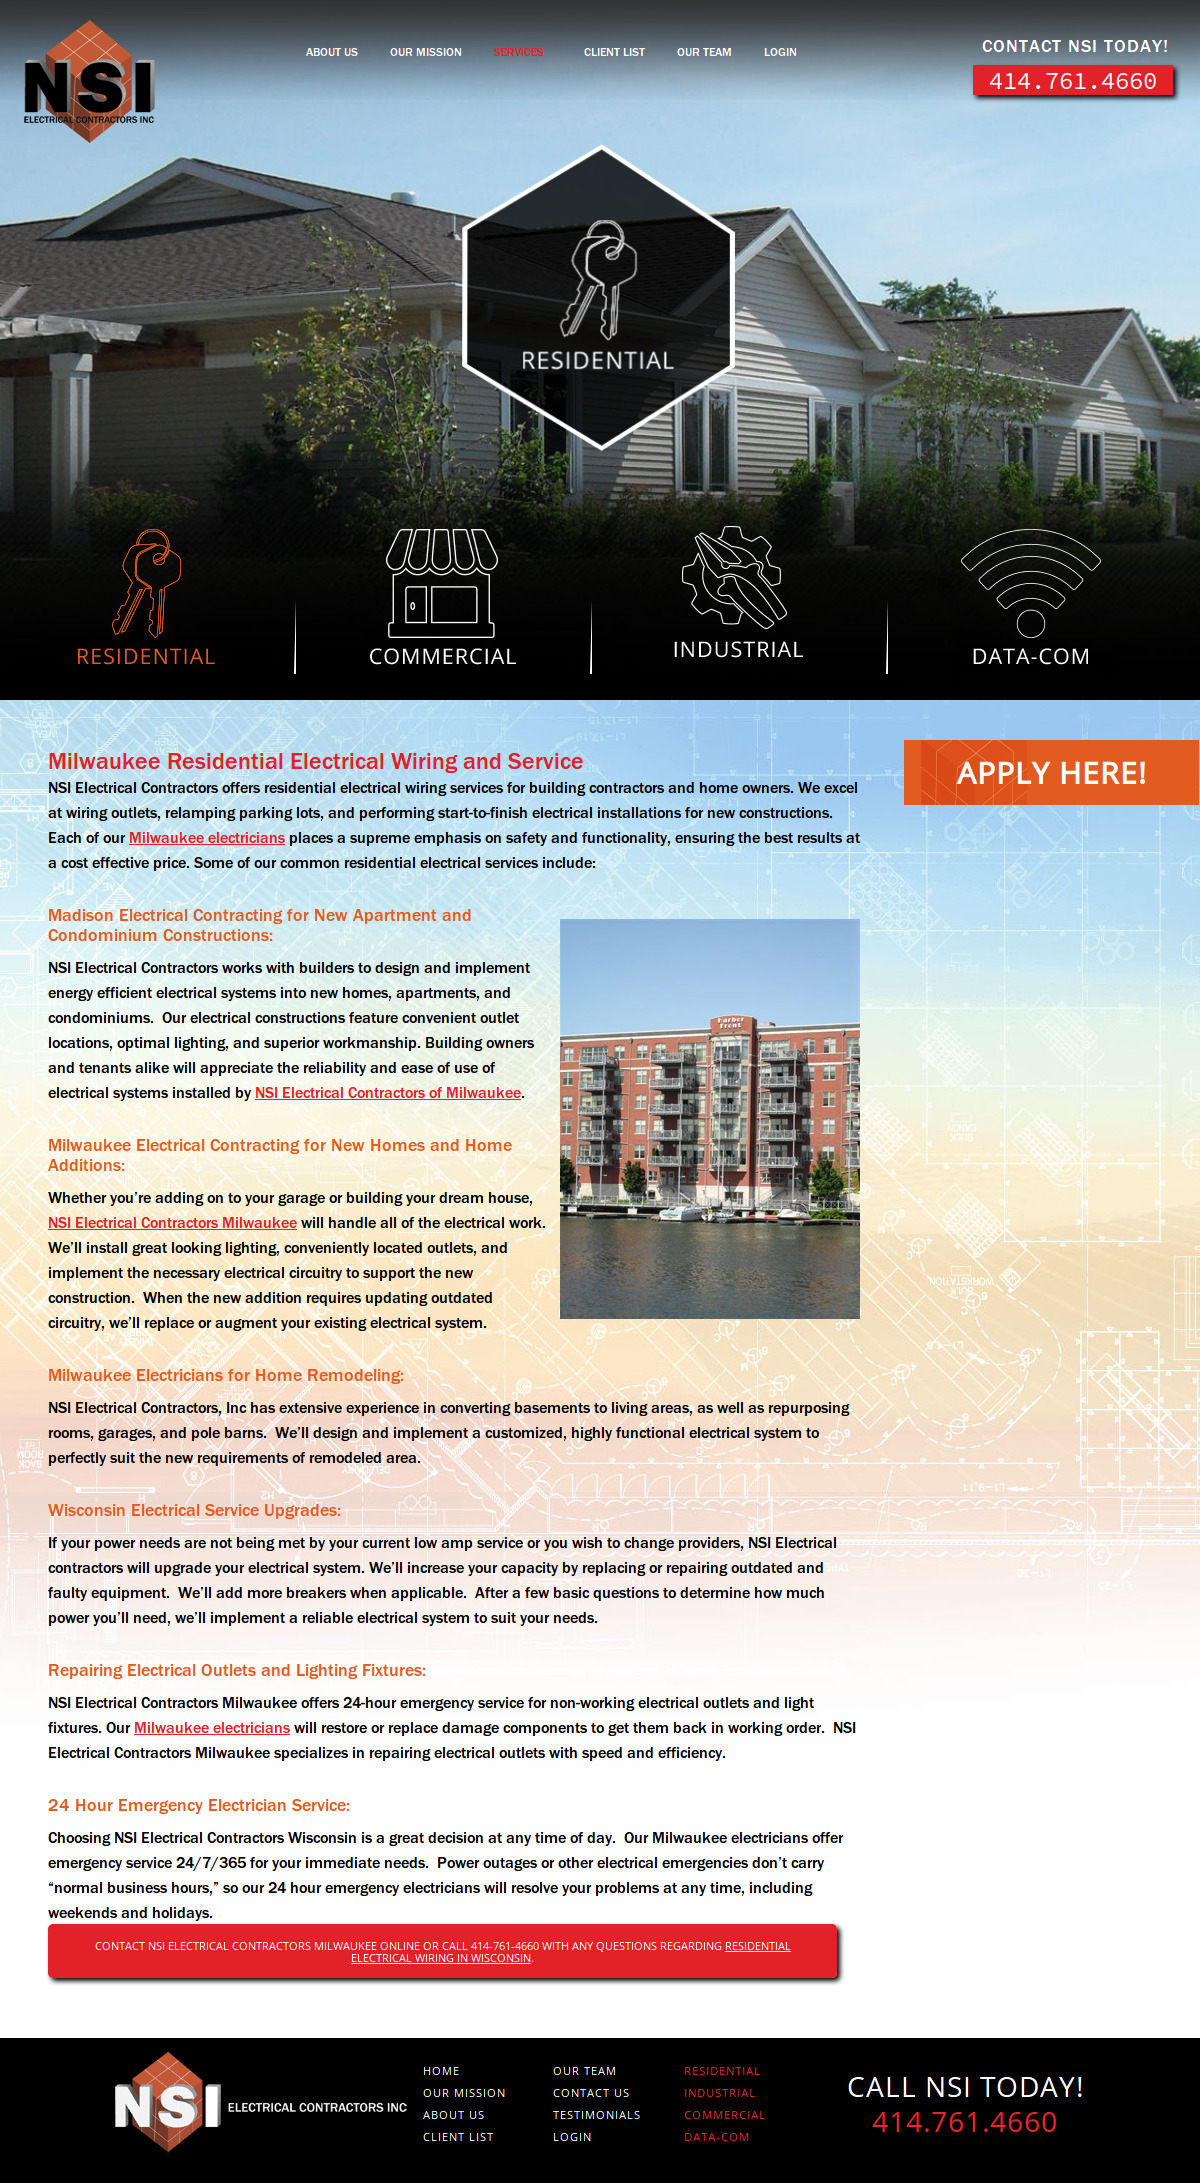 NSI
ELECTRICAL CONTRACTORS INC
ABOUT US
OUR MISSION
SERVICES
CLIENT LIST
OUR TEAM
LOGIN
CONTACT NSI TODAY!
414.761.4660
RESIDENTIAL
RESIDENTIAL
COMMERCIAL
INDUSTRIAL
DATA-COM
Milwaukee Residential Electrical Wiring and Service
NSI Electrical Contractors offers residential electrical wiring services for building contractors and home owners. We excel
at wiring outlets, relamping parking lots, and performing start-to-finish electrical installations for new constructions.
Each of our Milwaukee electricians places a supreme emphasis on safety and functionality, ensuring the best results at
a cost effective price. Some of our common residential electrical services include:
APPLY HERE!
Madison Electrical Contracting for New Apartment and
Condominium Constructions:
NSI Electrical Contractors works with builders to design and implement
energy efficient electrical systems into new homes, apartments, and
condominiums.  Our electrical constructions feature convenient outlet
locations, optimal lighting, and superior workmanship. Building owners
and tenants alike will appreciate the reliability and ease of use of
electrical systems installed by NSI Electrical Contractors of Milwaukee.
Harbor
Front
Milwaukee Electrical Contracting for New Homes and Home
Additions:
Whether you’re adding on to your garage or building your dream house,
NSI Electrical Contractors Milwaukee will handle all of the electrical work.
We’ll install great looking lighting, conveniently located outlets, and
implement the necessary electrical circuitry to support the new
construction.  When the new addition requires updating outdated
circuitry, we’ll replace or augment your existing electrical system.
Milwaukee Electricians for Home Remodeling:
NSI Electrical Contractors, Inc has extensive experience in converting basements to living areas, as well as repurposing
rooms, garages, and pole barns.  We’ll design and implement a customized, highly functional electrical system to
perfectly suit the new requirements of remodeled area.
Wisconsin Electrical Service Upgrades:
If your power needs are not being met by your current low amp service or you wish to change providers, NSI Electrical
contractors will upgrade your electrical system. We’ll increase your capacity by replacing or repairing outdated and
faulty equipment.  We’ll add more breakers when applicable.  After a few basic questions to determine how much
power you’ll need, we’ll implement a reliable electrical system to suit your needs.
Repairing Electrical Outlets and Lighting Fixtures:
NSI Electrical Contractors Milwaukee offers 24-hour emergency service for non-working electrical outlets and light
fixtures. Our Milwaukee electricians will restore or replace damage components to get them back in working order.  NSI
Electrical Contractors Milwaukee specializes in repairing electrical outlets with speed and efficiency.
24 Hour Emergency Electrician Service:
Choosing NSI Electrical Contractors Wisconsin is a great decision at any time of day.  Our Milwaukee electricians offer
emergency service 24/7/365 for your immediate needs.  Power outages or other electrical emergencies don’t carry
“normal business hours,” so our 24 hour emergency electricians will resolve your problems at any time, including
weekends and holidays.
CONTACT NSI ELECTRICAL CONTRACTORS MILWAUKEE ONLINE OR CALL 414-761-4660 WITH ANY QUESTIONS REGARDING RESIDENTIAL
ELECTRICAL WIRING IN WISCONSIN.
NSI
ELECTRICAL CONTRACTORS INC
HOME
OUR MISSION
ABOUT US
CLIENT LIST
OUR TEAM
CONTACT US
TESTIMONIALS
LOGIN
RESIDENTIAL
INDUSTRIAL
COMMERCIAL
DATA-COM
CALL NSI TODAY!
414.761.4660